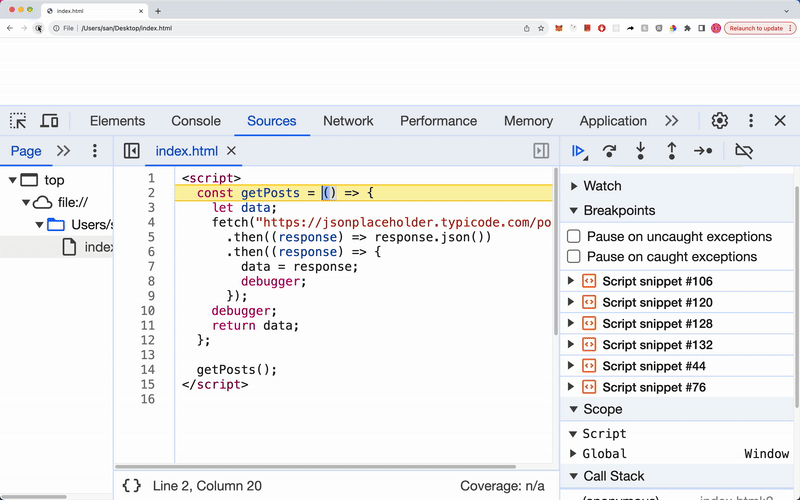 index.html
File /Users/san/Desktop/index.html
Relaunch to update
Elements Console Sources Network Performance Memory Application
Page
index.html
top
file://
Users/s
index
1 <script>
2 const getPosts = () => {
3 let data;
4 fetch("https://jsonplaceholder.typicode.com/po
5 .then((response) => response.json())
6 .then((response) => {
7 data = response;
8 debugger;
9 });
10 debugger;
11 return data;
12 };
13
14 getPosts();
15 </script>
16
{} Line 2, Column 20 Coverage: n/a
Watch
Breakpoints
Pause on uncaught exceptions
Pause on caught exceptions
Script snippet #106
Script snippet #120
Script snippet #128
Script snippet #132
Script snippet #44
Script snippet #76
Scope
Script
Global Window
Call Stack